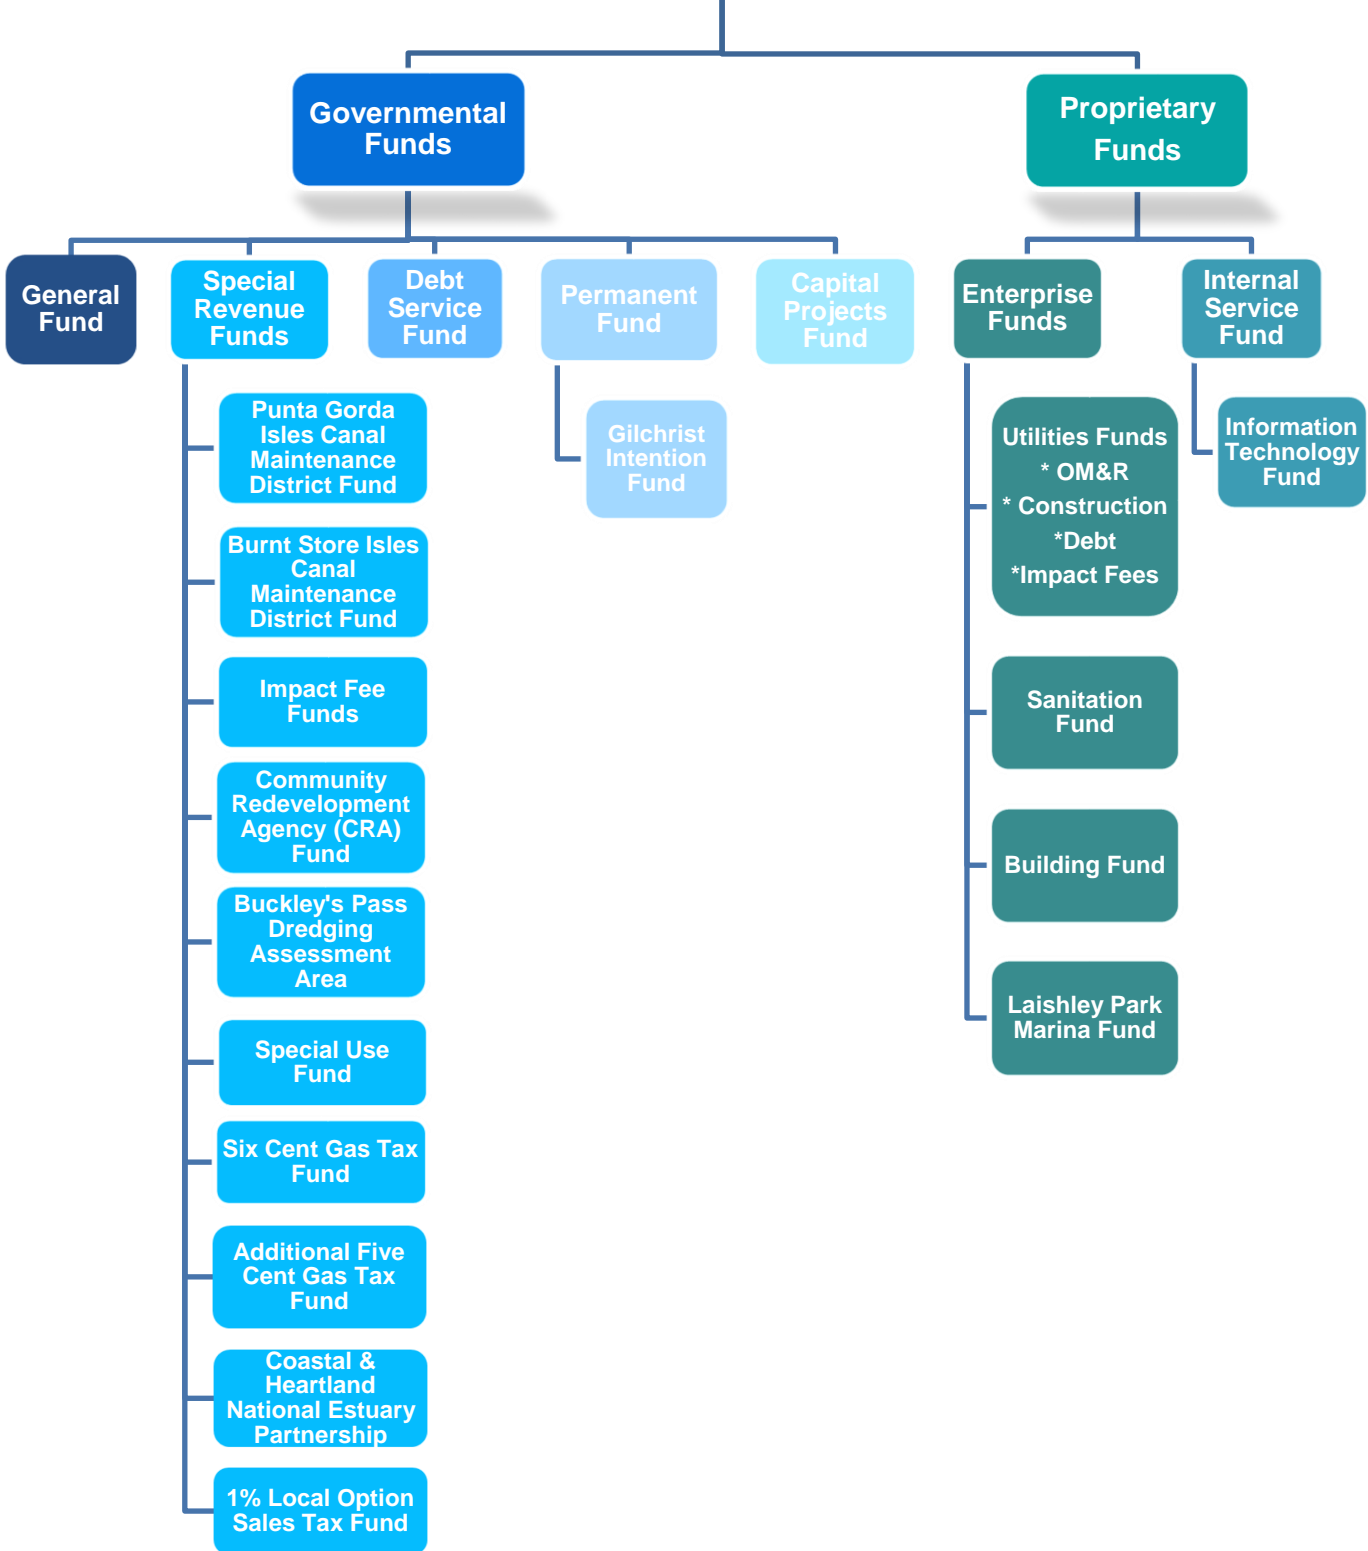 Governmental
Funds
Proprietary
Funds
General
Fund
Special
Revenue
Funds
Debt
Service
Fund
Permanent
Fund
Capital
Projects
Fund
Enterprise
Funds
Internal
Service
Fund
Punta Gorda
Isles Canal
Maintenance
District Fund
Burnt Store Isles
Canal
Maintenance
District Fund
Impact Fee
Funds
Community
Redevelopment
Agency (CRA)
Fund
Buckley's Pass
Dredging
Assessment
Area
Special Use
Fund
Six Cent Gas Tax
Fund
Additional Five
Cent Gas Tax
Fund
Coastal &
Heartland
National Estuary
Partnership
1% Local Option
Sales Tax Fund
Gilchrist
Intention
Fund
Utilities Funds
* OM&R
* Construction
*Debt
*Impact Fees
Sanitation
Fund
Building Fund
Laishley Park
Marina Fund
Information
Technology
Fund